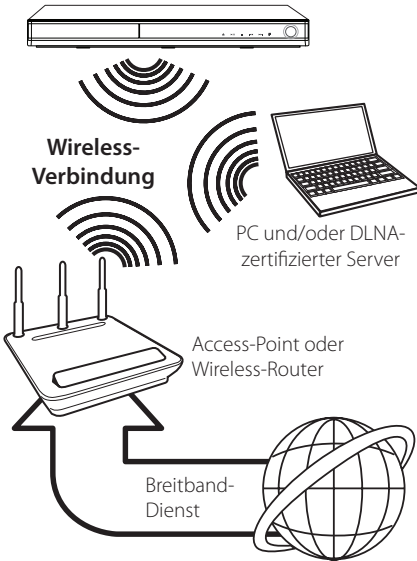 Wireless-
Verbindung
PC und/oder DLNA-
zertifizierter Server
Access-Point oder
Wireless-Router
Breitband-
Dienst